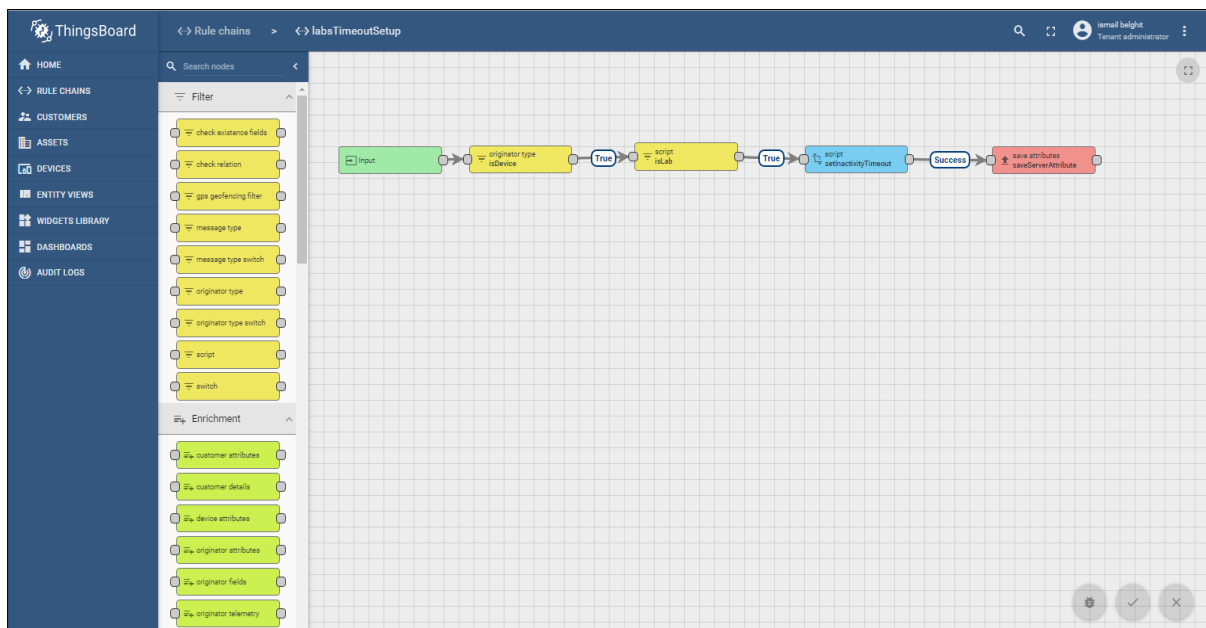 ThingsBoard
<·> Rule chains > <·> labsTimeoutSetup
ismail belghit
Tenant administrator
HOME
RULE CHAINS
CUSTOMERS
ASSETS
DEVICES
ENTITY VIEWS
WIDGETS LIBRARY
DASHBOARDS
AUDIT LOGS
Search nodes
Filter
check existence fields
check relation
gps geofencing filter
message type
message type switch
originator type
originator type switch
script
switch
Enrichment
customer attributes
customer details
device attributes
originator attributes
originator fields
originator telemetry
Input
originator type
isDevice
True
script
isLab
True
script
setInactivityTimeout
Success
save attributes
saveServerAttribute